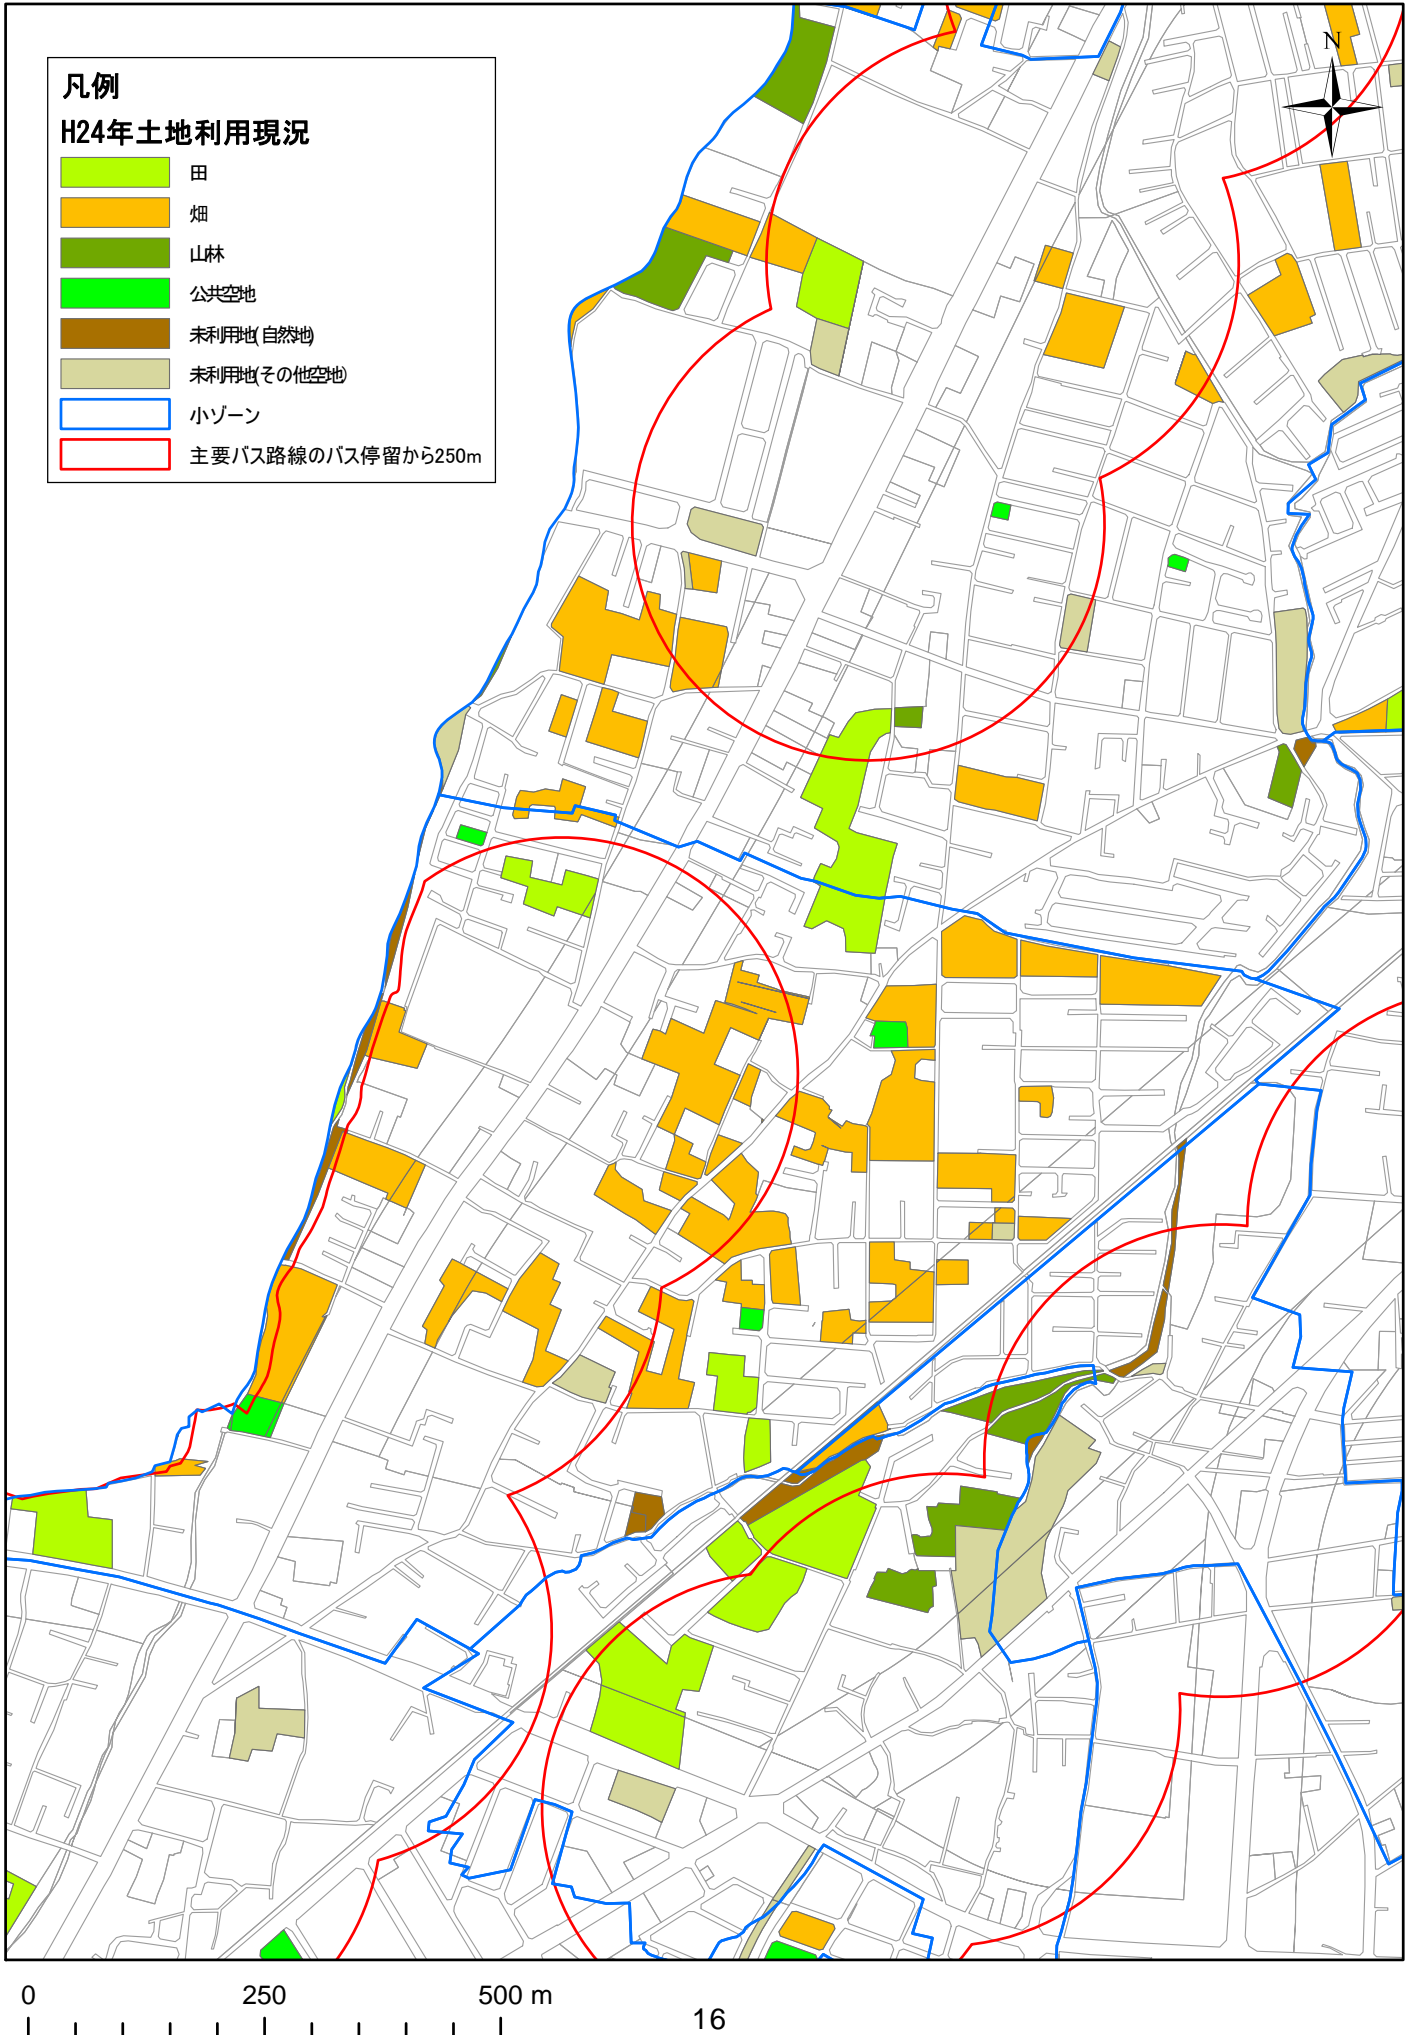 凡例
H24年土地利用現況
田
畑
山林
公共空地
未利用地(自然地)
未利用地(その他空地)
小ゾーン
主要バス路線のバス停留から250m
N
0 250 500 m
16